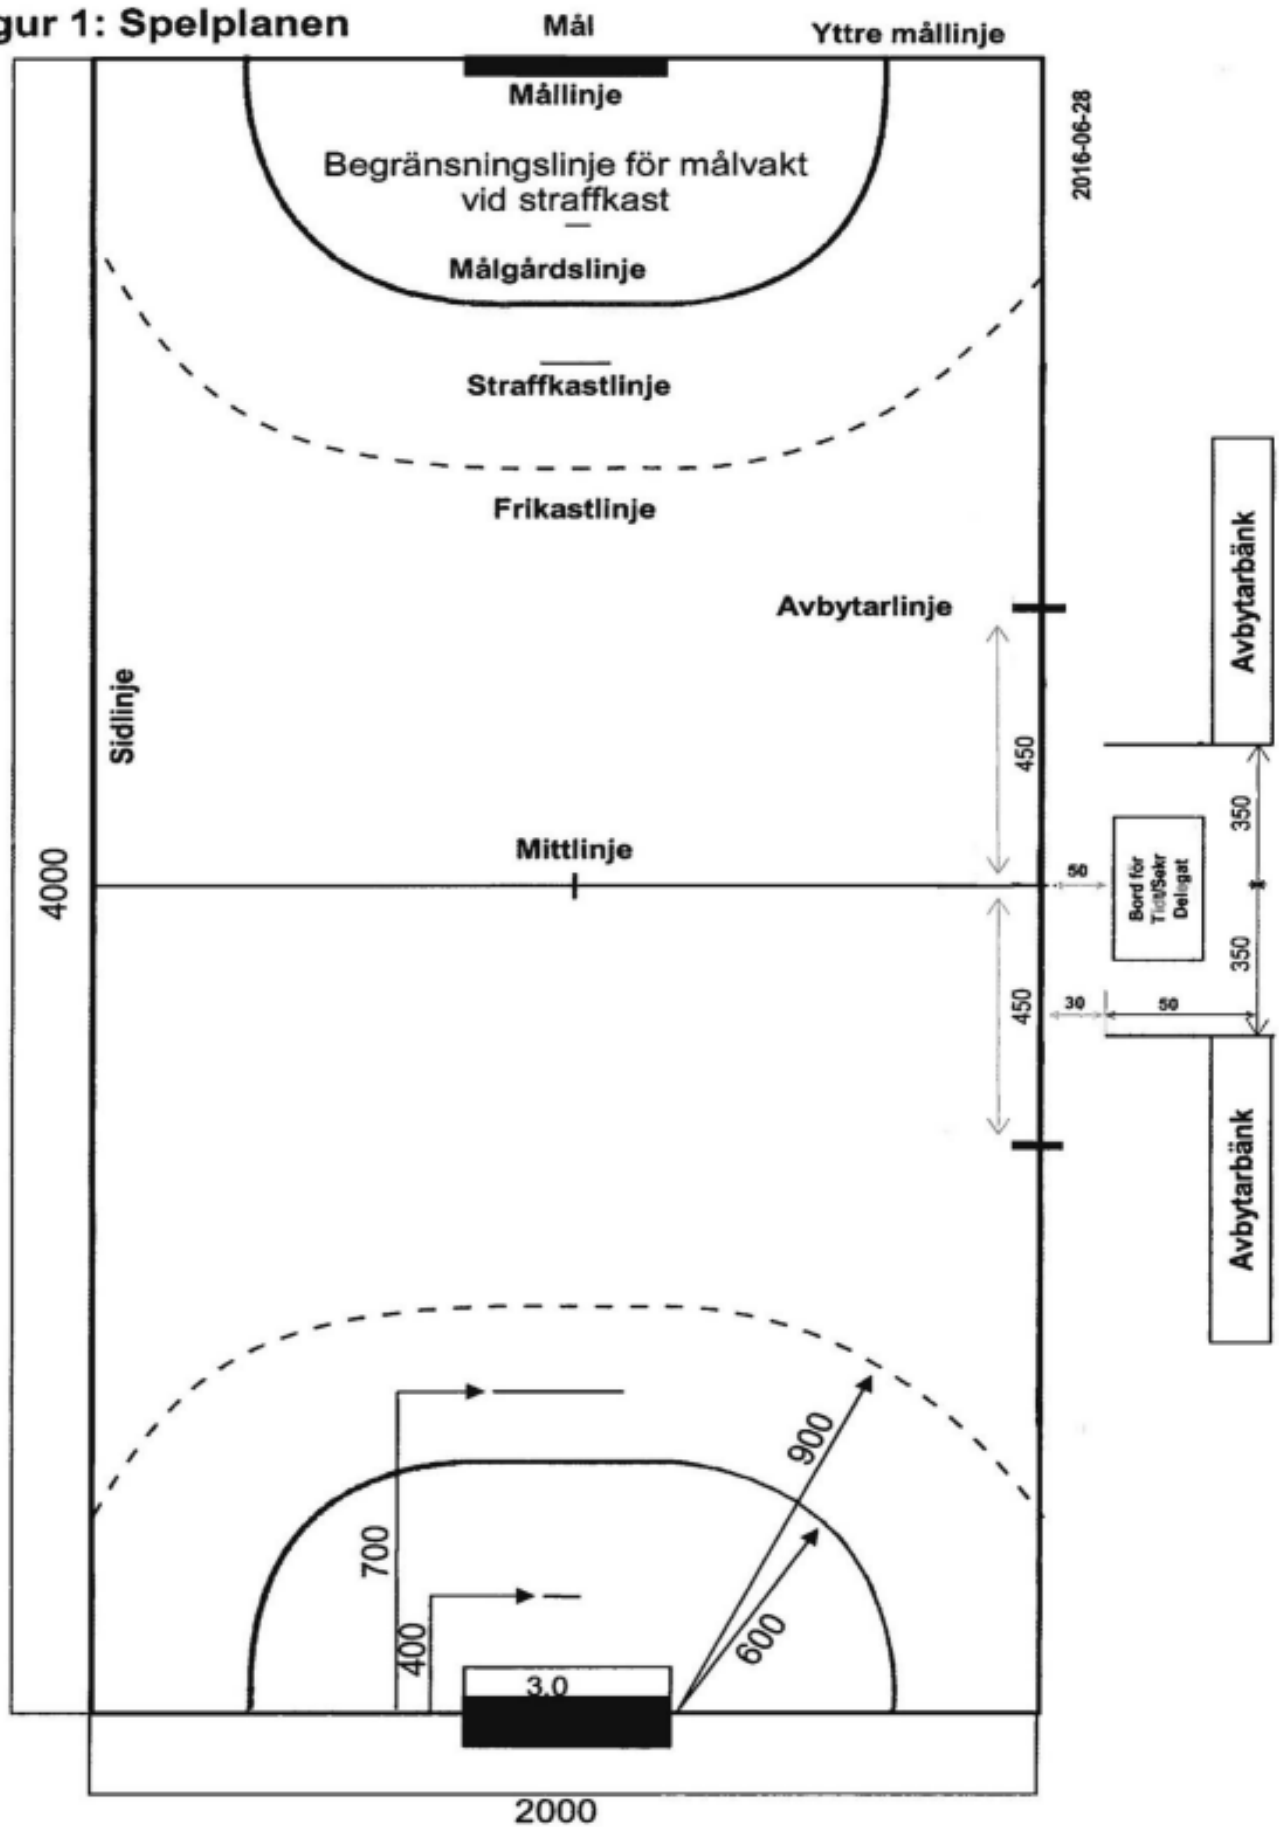 gur 1: Spelplanen
Mål
Yttre mållinje
Mållinje
2016-06-28
Begränsningslinje för målvakt
vid straffkast
Målgårdslinje
Straffkastlinje
Frikastlinje
Avbytarlinje
Avbytarbänk
Sidlinje
450
350
Mittlinje
4000
50
Bord för
Tidt/Sekr
Delegat
350
450
30
50
Avbytarbänk
900
700
600
400
3.0
2000